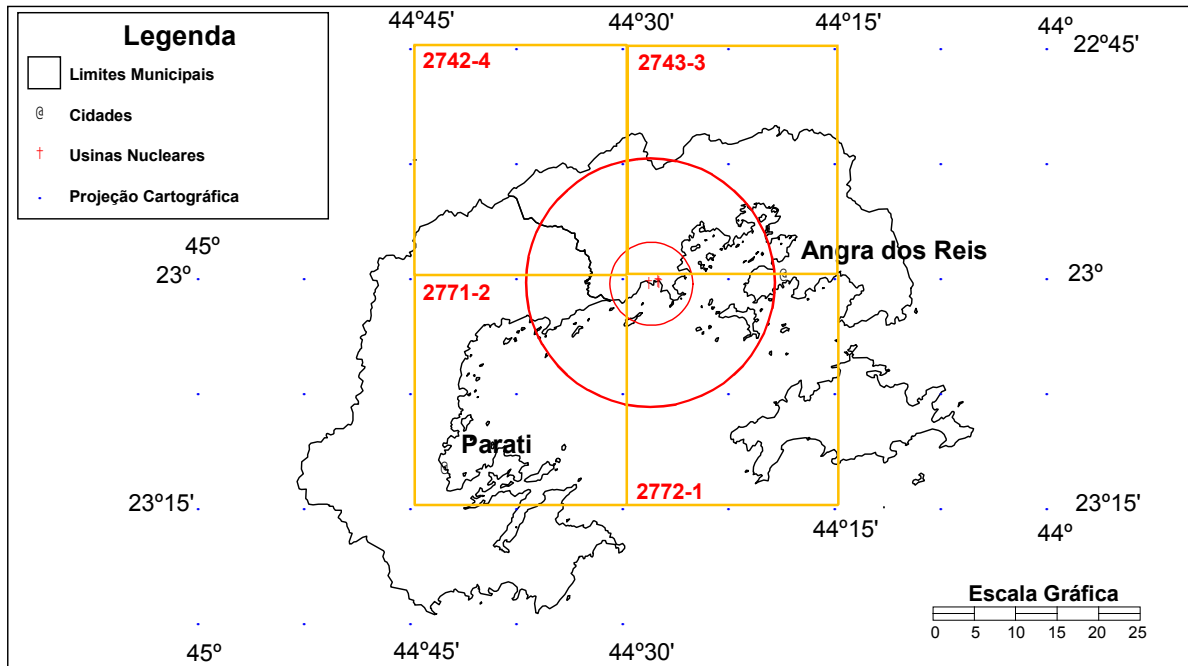 44º45'
44º30'
44º15'
44º
22º45'
Legenda
Limites Municipais
@ Cidades
† Usinas Nucleares
Projeção Cartográfica
2742-4
2743-3
45º
23º
Angra dos Reis
23º
2771-2
Parati
2772-1
23º15'
23º15'
44º15'
44º
Escala Gráfica
0 5 10 15 20 25
45º
44º45'
44º30'